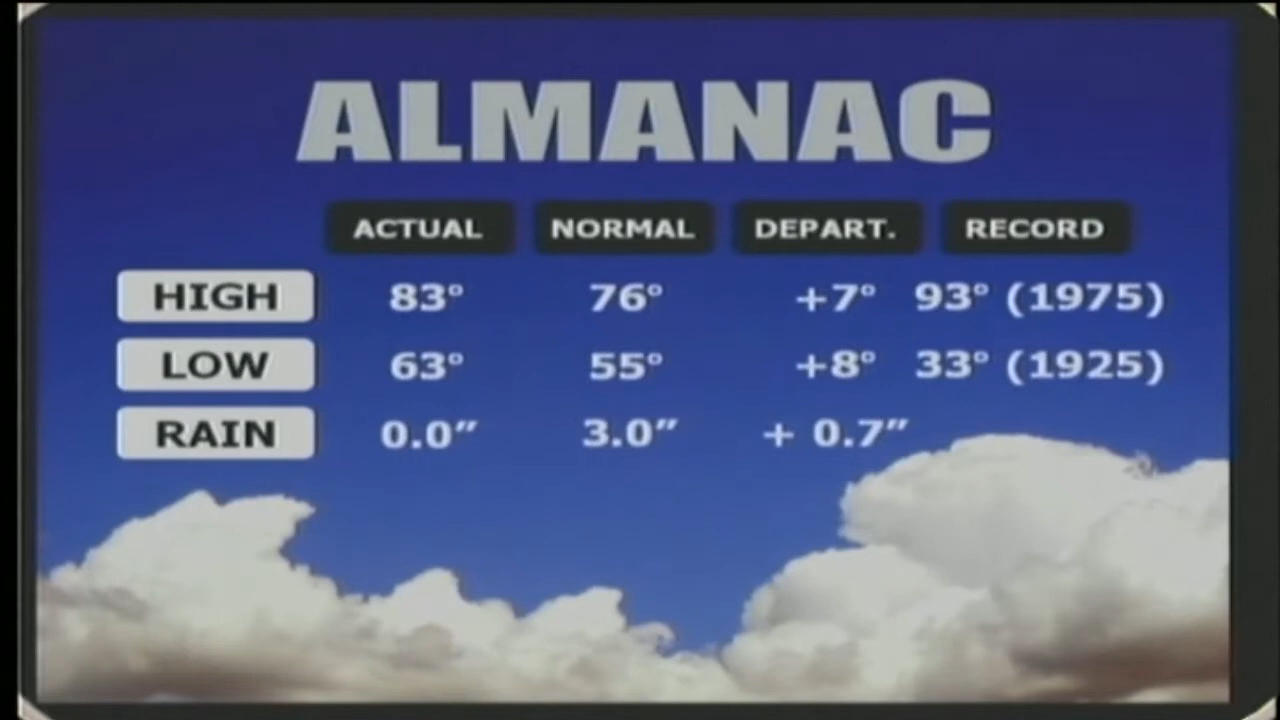 ALMANAC
ACTUAL NORMAL DEPART. RECORD
HIGH 83° 76° +7° 93° (1975)
LOW 63° 55° +8° 33° (1925)
RAIN 0.0” 3.0” + 0.7”